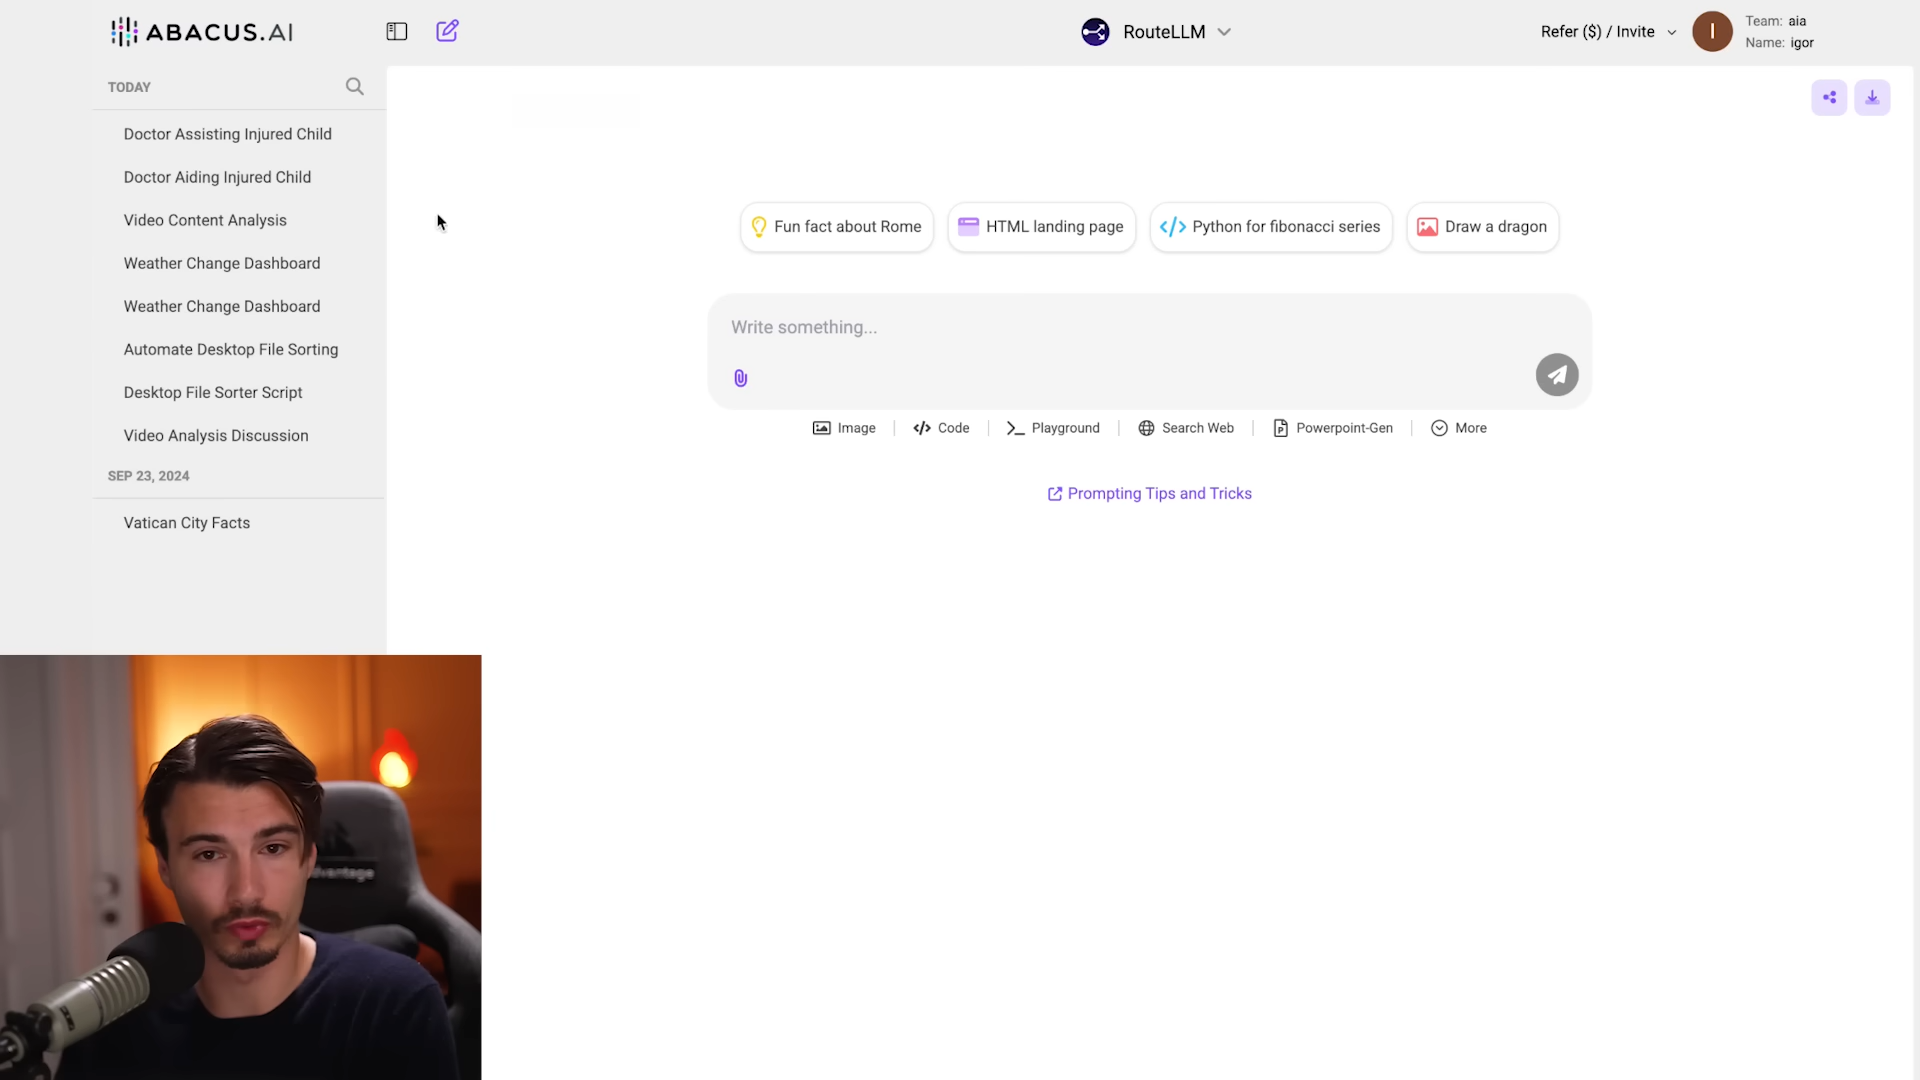 ABACUS.AI
RouteLLM
Refer ($) / Invite
I
Team: aia
Name: igor
TODAY
Doctor Assisting Injured Child
Doctor Aiding Injured Child
Video Content Analysis
Weather Change Dashboard
Weather Change Dashboard
Automate Desktop File Sorting
Desktop File Sorter Script
Video Analysis Discussion
SEP 23, 2024
Vatican City Facts
Fun fact about Rome
HTML landing page
Python for fibonacci series
Draw a dragon
Write something...
Image
Code
Playground
Search Web
Powerpoint-Gen
More
Prompting Tips and Tricks